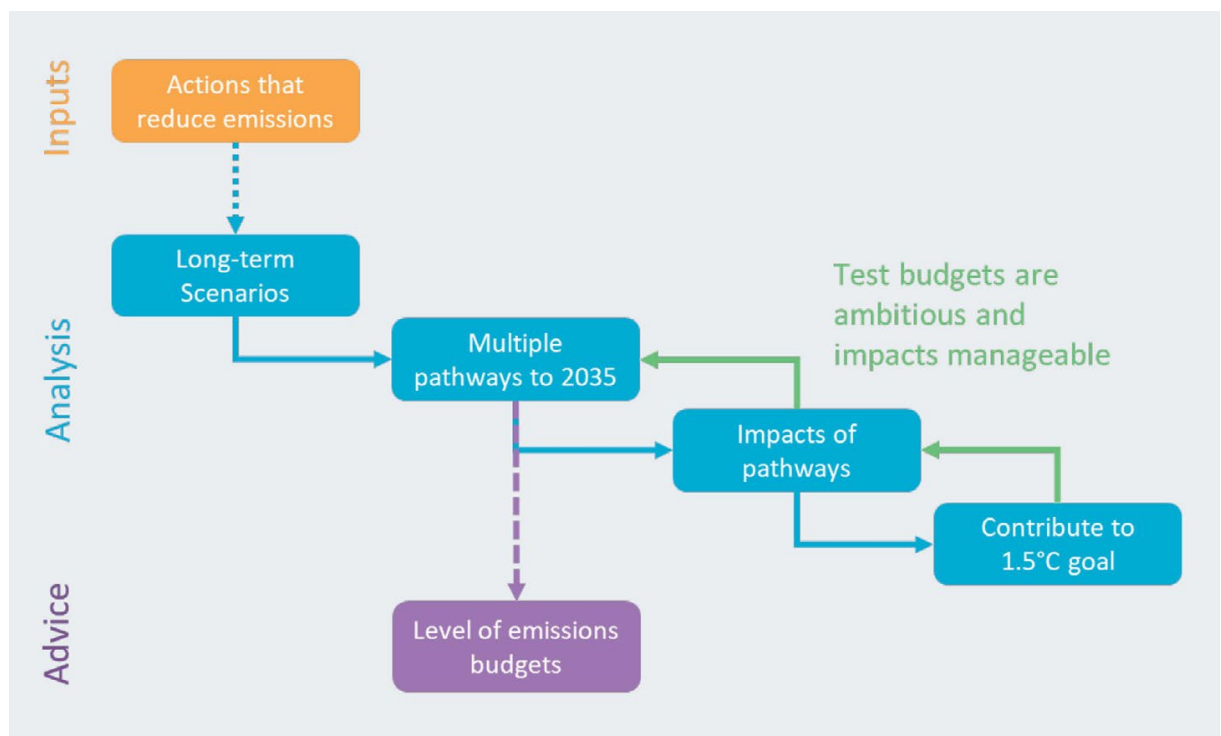 Inputs
Actions that
reduce emissions
Long-term
Scenarios
Test budgets are
ambitious and
impacts manageable
Analysis
Multiple
pathways to 2035
Impacts of
pathways
Contribute to
1.5°C goal
Advice
Level of emissions
budgets